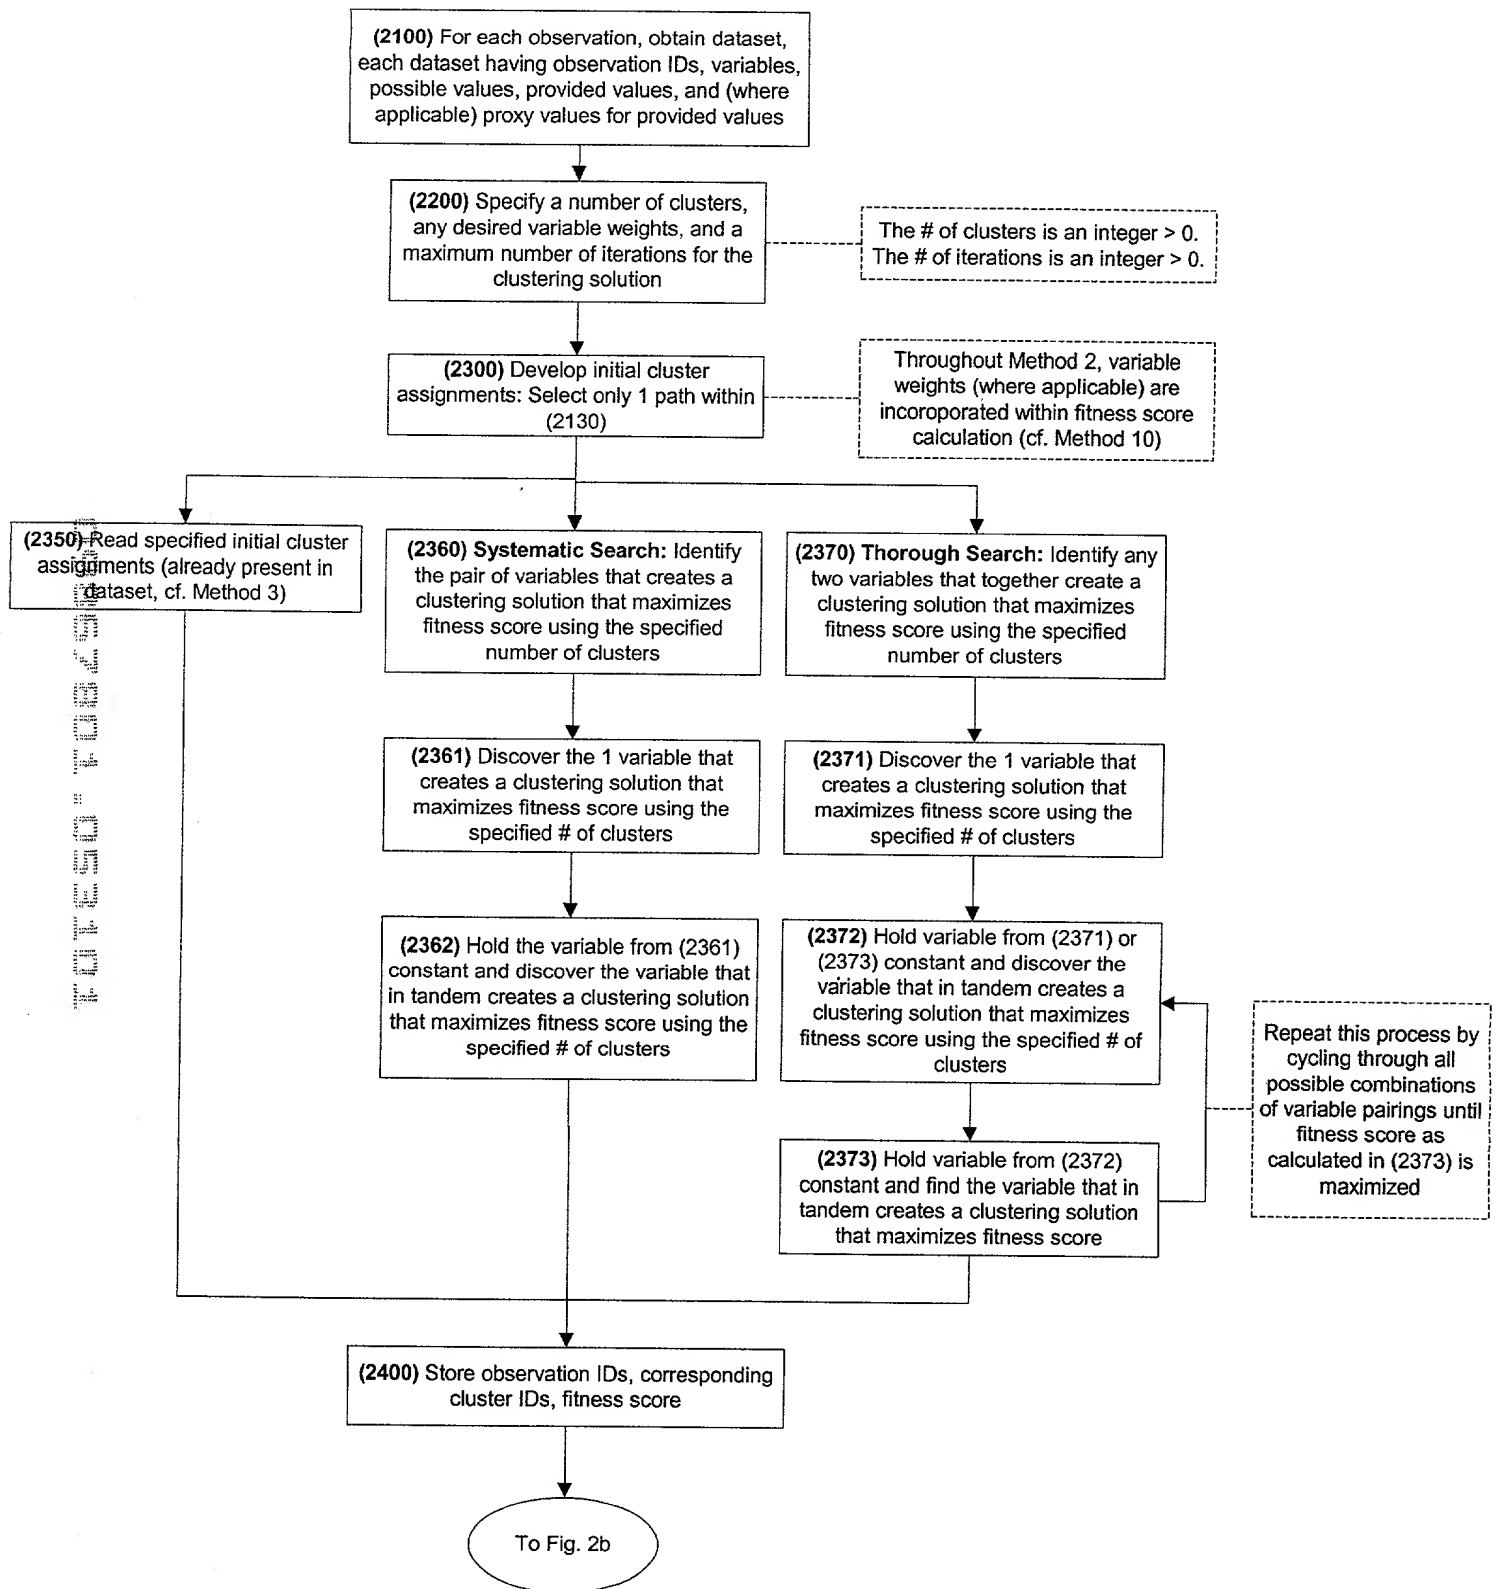 (2100) For each observation, obtain dataset,
each dataset having observation IDs, variables,
possible values, provided values, and (where
applicable) proxy values for provided values
(2200) Specify a number of clusters,
any desired variable weights, and a
maximum number of iterations for the
clustering solution
The # of clusters is an integer > 0.
The # of iterations is an integer > 0.
(2300) Develop initial cluster
assignments: Select only 1 path within
(2130)
Throughout Method 2, variable
weights (where applicable) are
incoroporated within fitness score
calculation (cf. Method 10)
(2350) Read specified initial cluster
assignments (already present in
dataset, cf. Method 3)
(2360) Systematic Search: Identify
the pair of variables that creates a
clustering solution that maximizes
fitness score using the specified
number of clusters
(2370) Thorough Search: Identify any
two variables that together create a
clustering solution that maximizes
fitness score using the specified
number of clusters
(2361) Discover the 1 variable that
creates a clustering solution that
maximizes fitness score using the
specified # of clusters
(2371) Discover the 1 variable that
creates a clustering solution that
maximizes fitness score using the
specified # of clusters
(2362) Hold the variable from (2361)
constant and discover the variable that
in tandem creates a clustering solution
that maximizes fitness score using the
specified # of clusters
(2372) Hold variable from (2371) or
(2373) constant and discover the
variable that in tandem creates a
clustering solution that maximizes
fitness score using the specified # of
clusters
Repeat this process by
cycling through all
possible combinations
of variable pairings until
fitness score as
calculated in (2373) is
maximized
(2373) Hold variable from (2372)
constant and find the variable that in
tandem creates a clustering solution
that maximizes fitness score
(2400) Store observation IDs, corresponding
cluster IDs, fitness score
To Fig. 2b